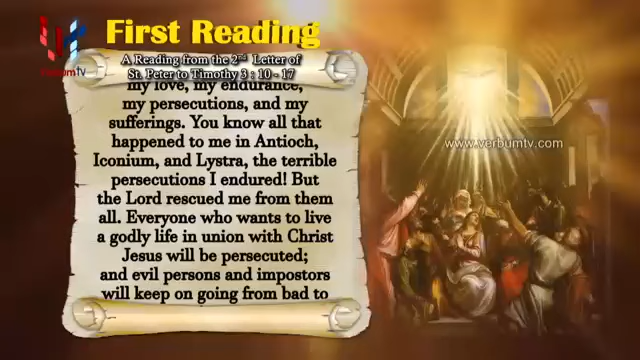 First Reading
verbumTV
A Reading from the 2nd Letter of
St. Peter to Timothy 3 : 10 - 17
my love, my endurance,
my persecutions, and my
sufferings. You know all that
happened to me in Antioch,
Iconium, and Lystra, the terrible
persecutions I endured! But
the Lord rescued me from them
all. Everyone who wants to live
a godly life in union with Christ
Jesus will be persecuted;
and evil persons and impostors
will keep on going from bad to
www.verbumtv.com